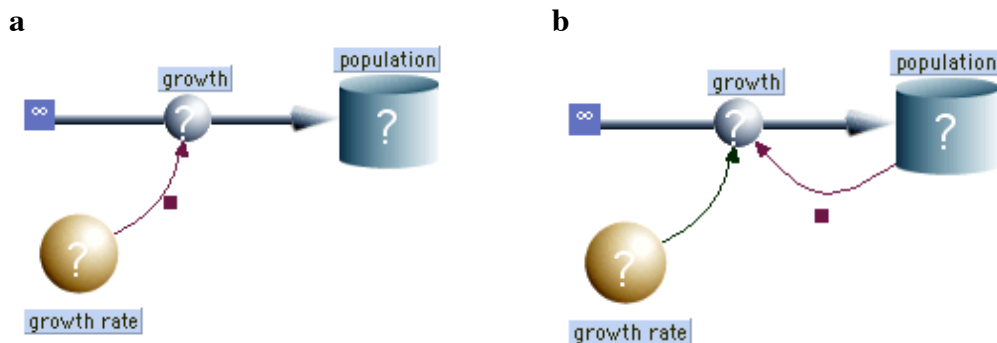 a
growth
population
∞
?
?
?
growth rate
b
growth
population
∞
?
?
?
growth rate